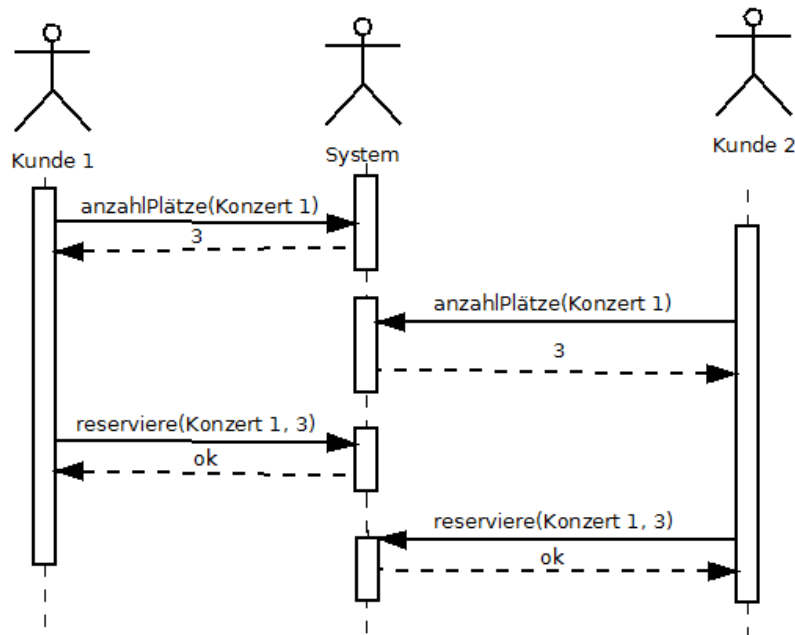 Kunde 1
System
Kunde 2
anzahlPlätze(Konzert 1)
3
anzahlPlätze(Konzert 1)
3
reserviere(Konzert 1, 3)
ok
reserviere(Konzert 1, 3)
ok